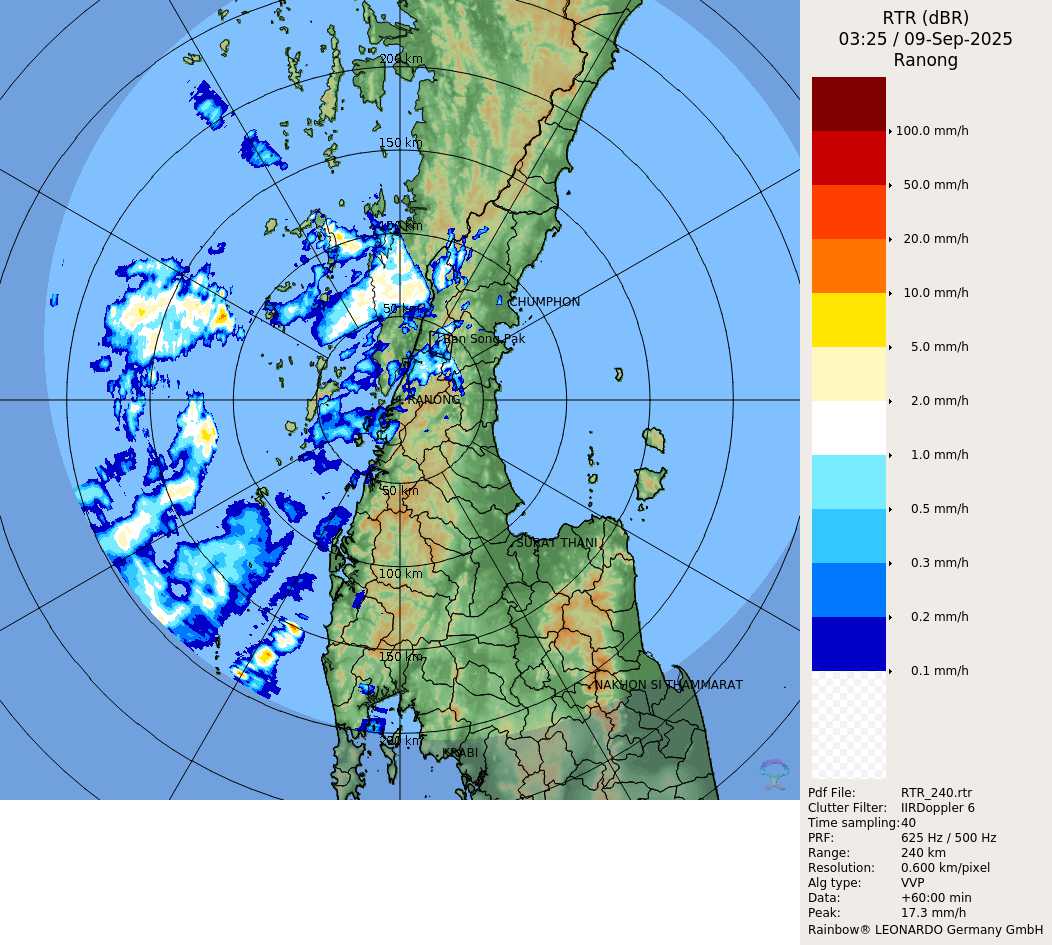 RTR (dBR)
03:25 / 09-Sep-2025
Ranong
100.0 mm/h
50.0 mm/h
20.0 mm/h
10.0 mm/h
5.0 mm/h
2.0 mm/h
1.0 mm/h
0.5 mm/h
0.3 mm/h
0.2 mm/h
0.1 mm/h
200 km
150 km
100 km
50 km
CHUMPHON
Ban Song Pak
RANONG
50 km
SURAT THANI
100 km
150 km
NAKHON SI THAMMARAT
200 km
KRABI
Pdf File: RTR_240.rtr
Clutter Filter: IIRDoppler 6
Time sampling: 40
PRF: 625 Hz / 500 Hz
Range: 240 km
Resolution: 0.600 km/pixel
Alg type: VVP
Data: +60:00 min
Peak: 17.3 mm/h
Rainbow® LEONARDO Germany GmbH